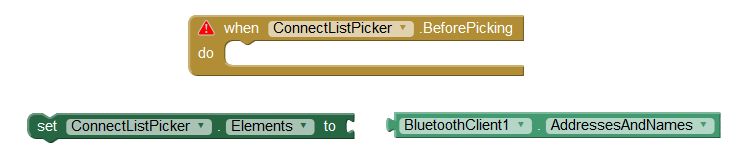 when ConnectListPicker .BeforePicking
do
set ConnectListPicker . Elements to BluetoothClient1 . AddressesAndNames